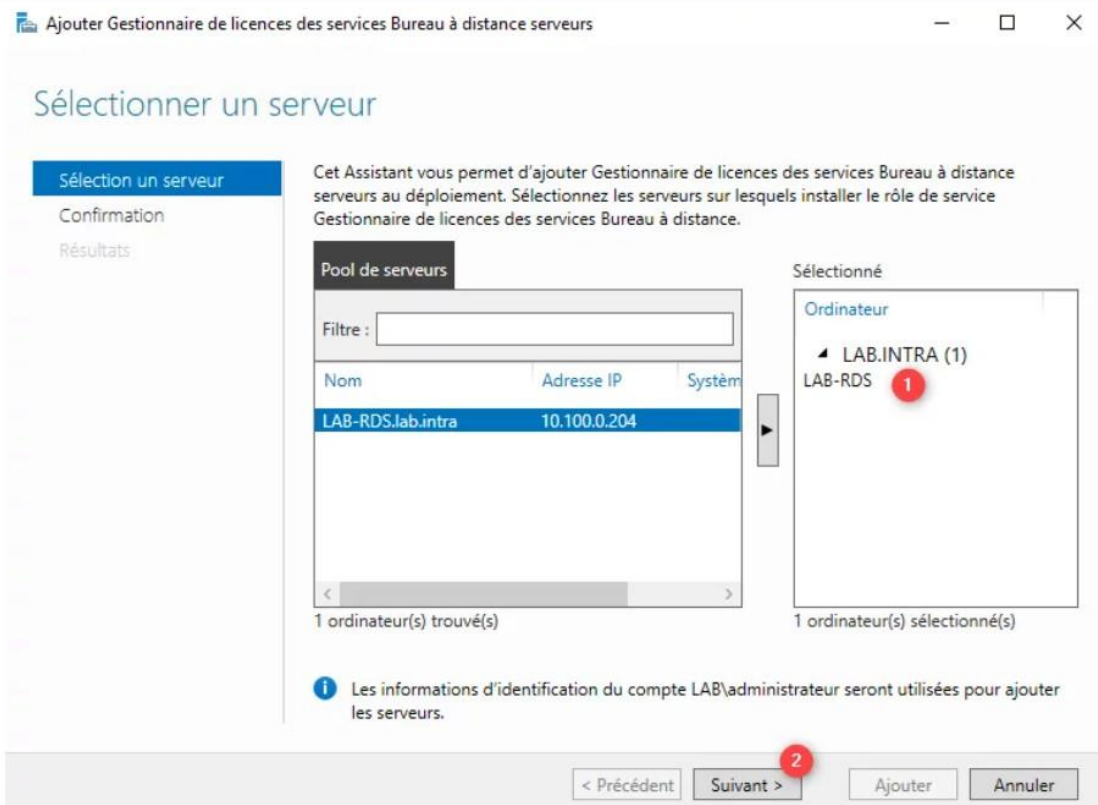 Ajouter Gestionnaire de licences des services Bureau à distance serveurs
Sélectionner un serveur
Sélection un serveur
Confirmation
Résultats
Cet Assistant vous permet d'ajouter Gestionnaire de licences des services Bureau à distance
serveurs au déploiement. Sélectionnez les serveurs sur lesquels installer le rôle de service
Gestionnaire de licences des services Bureau à distance.
Pool de serveurs
Filtre :
Nom Adresse IP Systèm
LAB-RDS.lab.intra 10.100.0.204
1 ordinateur(s) trouvé(s)
Sélectionné
Ordinateur
LAB.INTRA (1)
LAB-RDS 1
1 ordinateur(s) sélectionné(s)
Les informations d'identification du compte LAB\administrateur seront utilisées pour ajouter
les serveurs.
2
< Précédent Suivant > Ajouter Annuler